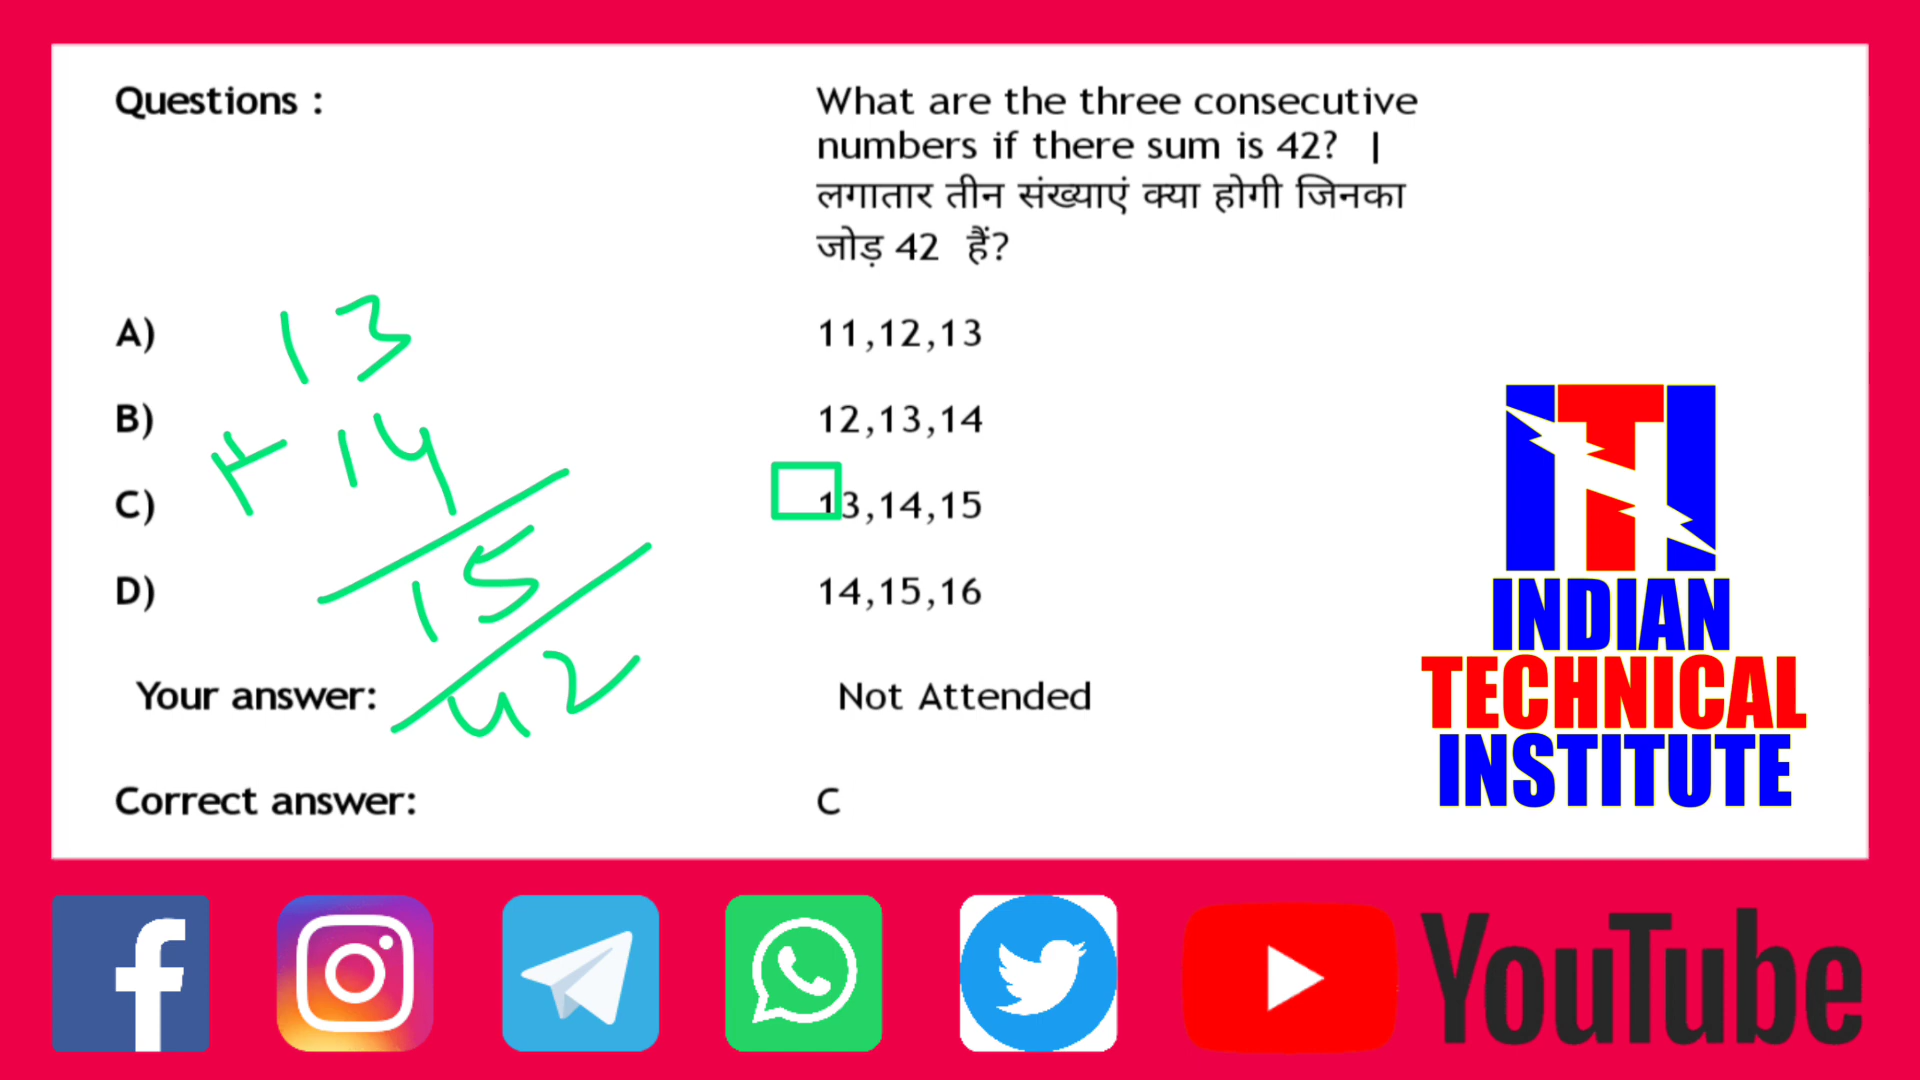 Questions :
What are the three consecutive
numbers if there sum is 42? |
लगातार तीन संख्याएं क्या होगी जिनका
जोड़ 42 हैं?
A) 11,12,13
B) 12,13,14
C) 13,14,15
D) 14,15,16
Your answer: Not Attended
Correct answer: C
13
+ 14
15
42
ITI
INDIAN
TECHNICAL
INSTITUTE
YouTube